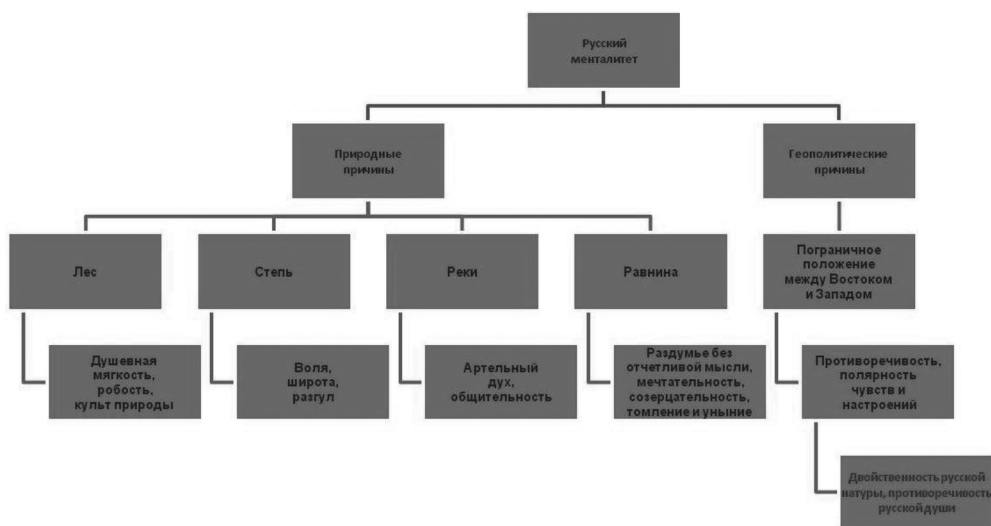 Русский
менталитет
Природные
причины
Геополитические
причины
Лес
Степь
Реки
Равнина
Пограничное
положение
между Востоком
и Западом
Душевная
мягкость,
робость,
культ природы
Воля,
широта,
разгул
Артельный
дух,
общительность
Раздумье без
отчетливой мысли,
мечтательность,
созерцательность,
томление и уныние
Противоречивость,
полярность
чувств и
настроений
Двойственность русской
натуры, противоречивость
русской души